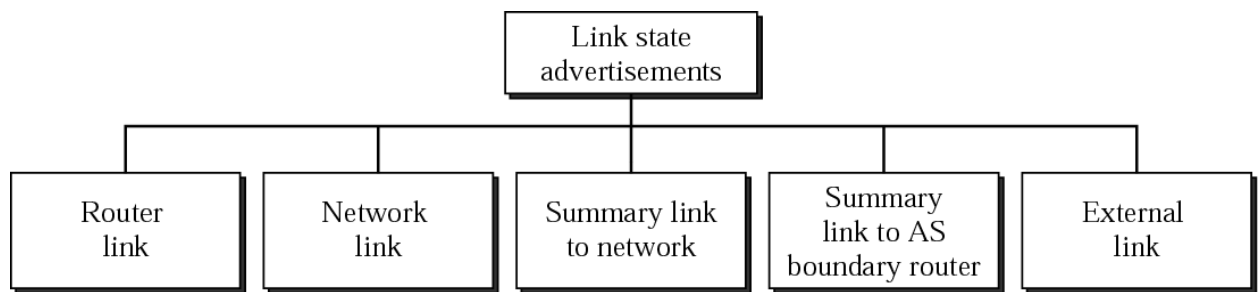 Link state
advertisements
Router
link
Network
link
Summary link
to network
Summary
link to AS
boundary router
External
link